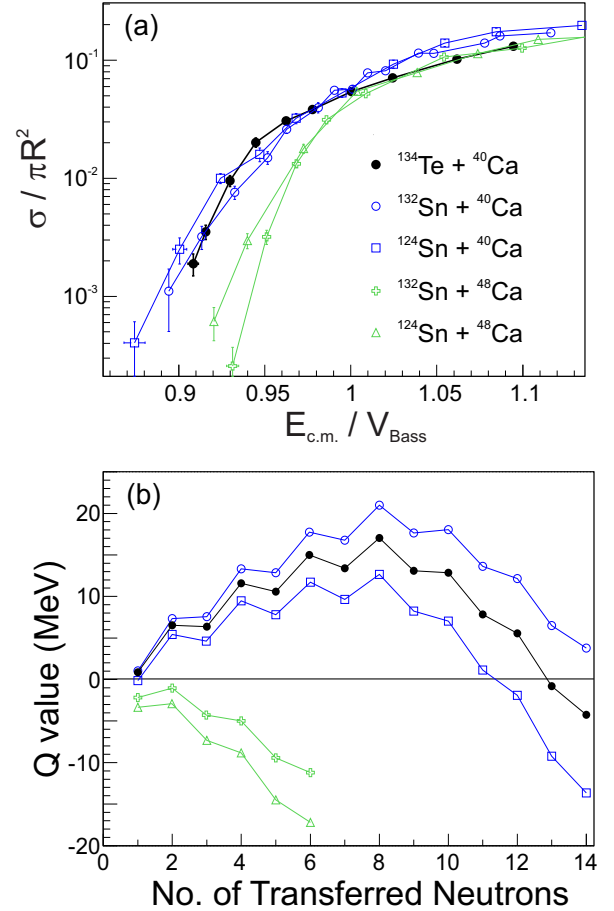 (a)
σ / πR²
10⁻¹
10⁻²
10⁻³
¹³⁴Te + ⁴⁰Ca
¹³²Sn + ⁴⁰Ca
¹²⁴Sn + ⁴⁰Ca
¹³²Sn + ⁴⁸Ca
¹²⁴Sn + ⁴⁸Ca
0.9 0.95 1 1.05 1.1
E_c.m. / V_Bass
(b)
Q value (MeV)
20
10
0
-10
-20
0 2 4 6 8 10 12 14
No. of Transferred Neutrons